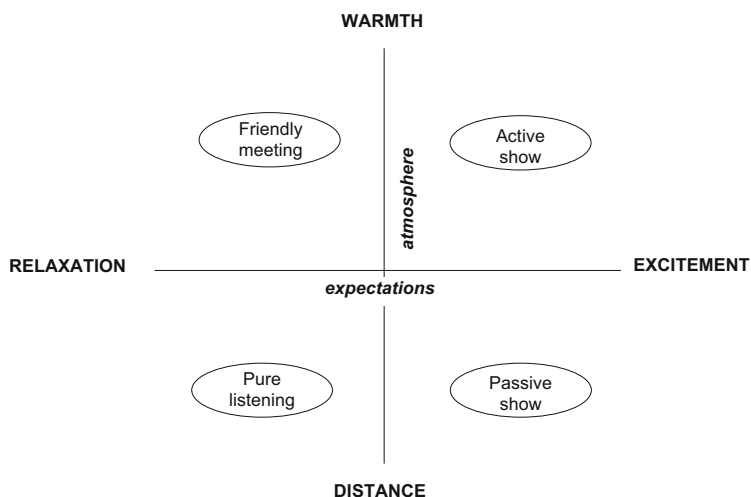 WARMTH
Friendly
meeting
Active
show
atmosphere
RELAXATION
EXCITEMENT
expectations
Pure
listening
Passive
show
DISTANCE